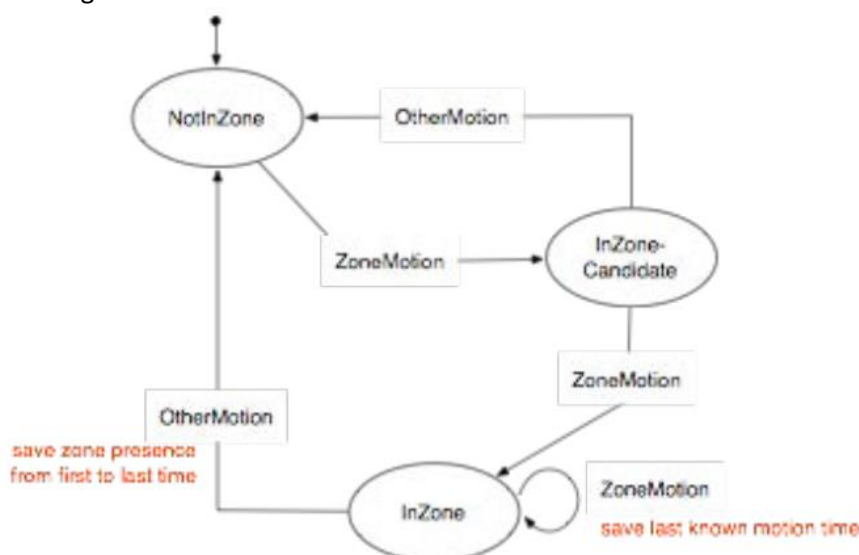 NotInZone
OtherMotion
InZone-
Candidate
ZoneMotion
ZoneMotion
OtherMotion
save zone presence
from first to last time
InZone
ZoneMotion
save last known motion time